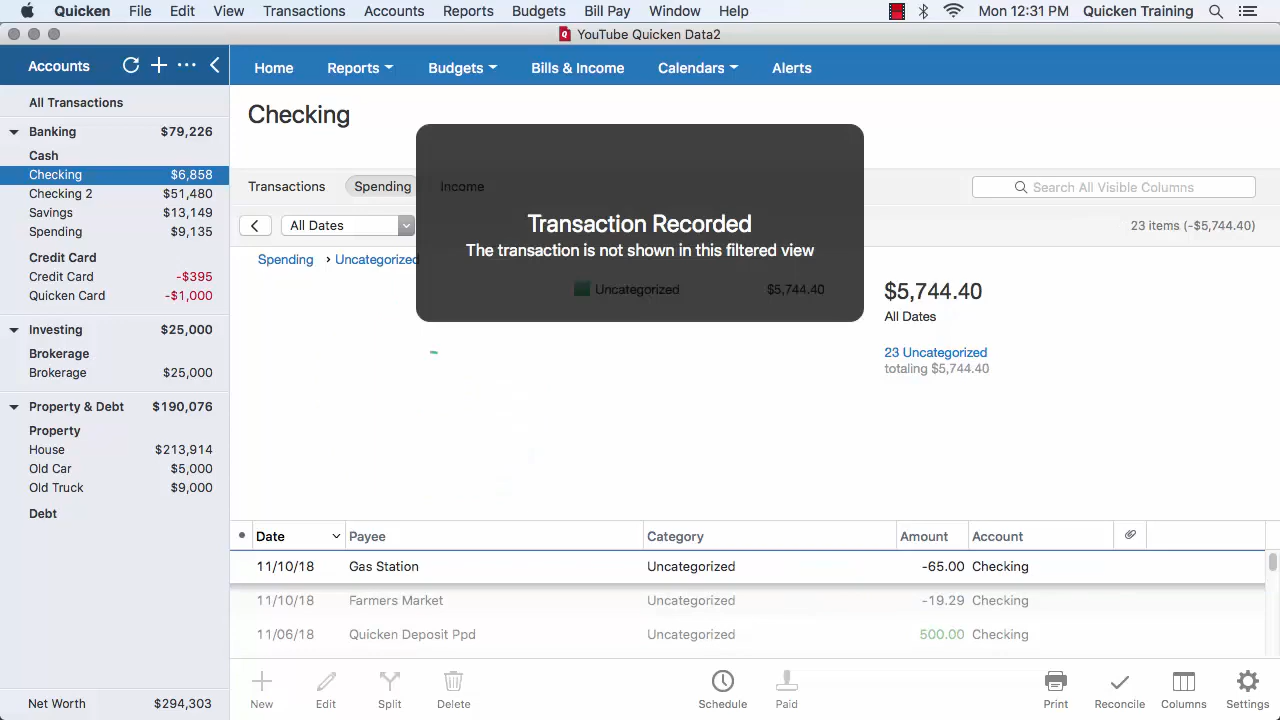 Quicken File Edit View Transactions Accounts Reports Budgets Bill Pay Window Help Mon 12:31 PM Quicken Training
YouTube Quicken Data2
Accounts
Home Reports Budgets Bills & Income Calendars Alerts
All Transactions
Banking $79,226
Cash
Checking $6,858
Checking 2 $51,480
Savings $13,149
Spending $9,135
Credit Card
Credit Card -$395
Quicken Card -$1,000
Investing $25,000
Brokerage
Brokerage $25,000
Property & Debt $190,076
Property
House $213,914
Old Car $5,000
Old Truck $9,000
Debt
Net Worth $294,303
Checking
Transactions Spending Income
Search All Visible Columns
All Dates
23 items (-$5,744.40)
Spending › Uncategorized
Transaction Recorded
The transaction is not shown in this filtered view
Uncategorized $5,744.40
$5,744.40
All Dates
23 Uncategorized
totaling $5,744.40
Date Payee Category Amount Account
11/10/18 Gas Station Uncategorized -65.00 Checking
11/10/18 Farmers Market Uncategorized -19.29 Checking
11/06/18 Quicken Deposit Ppd Uncategorized 500.00 Checking
New Edit Split Delete Schedule Paid Print Reconcile Columns Settings